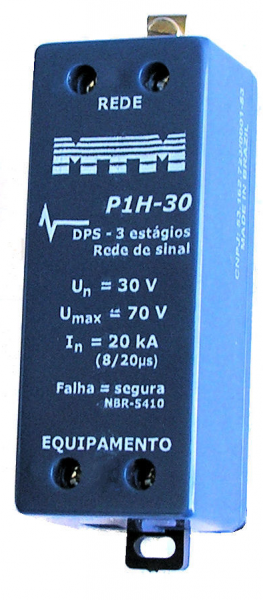 REDE
MTM
P1H-30
DPS - 3 estágios
Rede de sinal
Un = 30 V
Umax = 70 V
In = 20 kA
(8/20µs)
Falha = segura
NBR-5410
EQUIPAMENTO
MADE IN BRAZIL